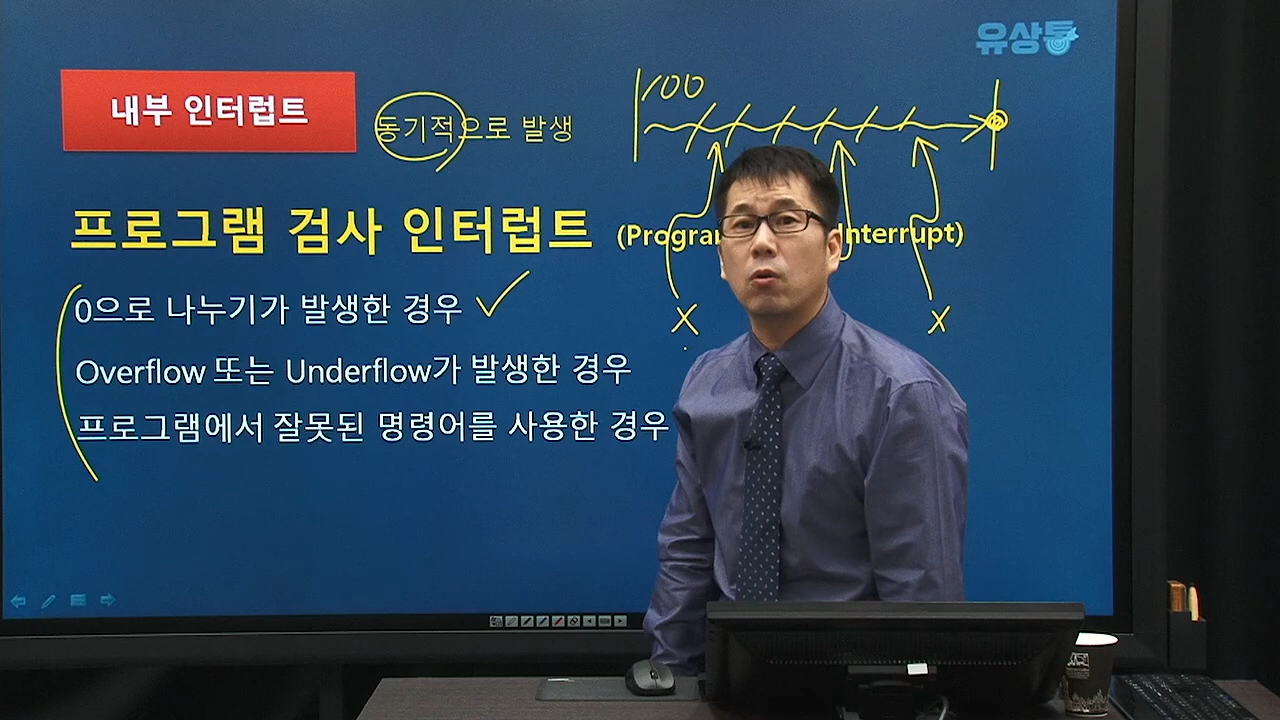 유상통
내부 인터럽트
동기적으로 발생
100
프로그램 검사 인터럽트 (Program Interrupt)
0으로 나누기가 발생한 경우
Overflow 또는 Underflow가 발생한 경우
프로그램에서 잘못된 명령어를 사용한 경우
x
x